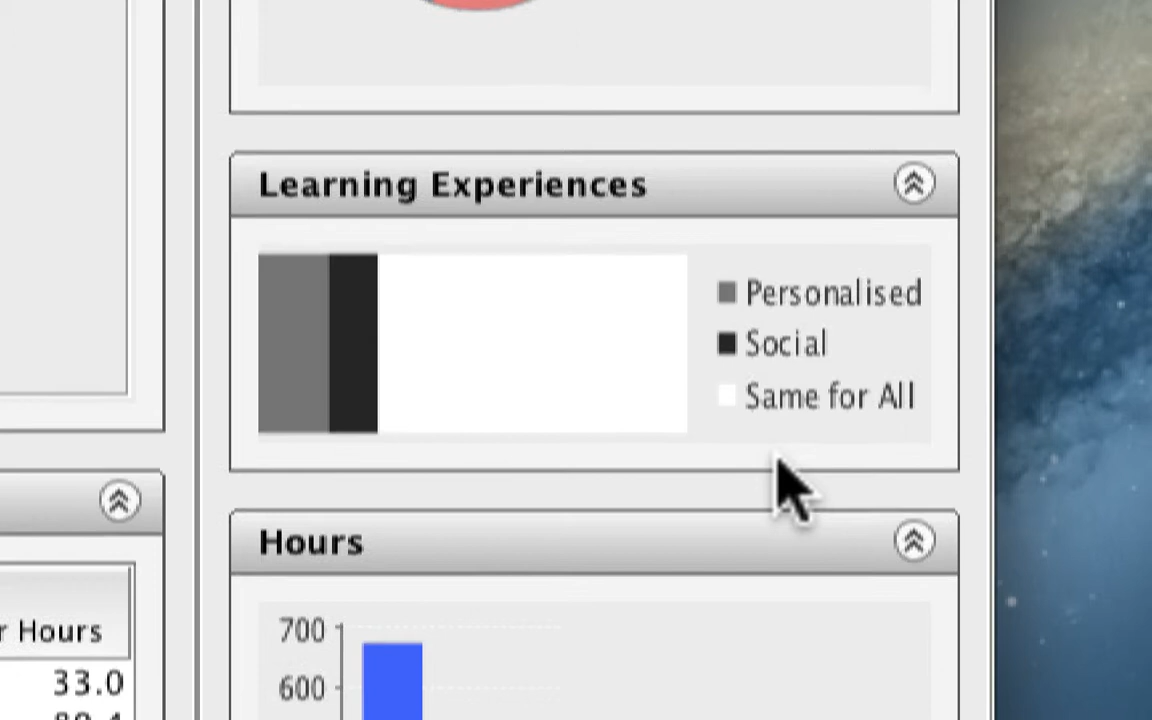 Learning Experiences
Personalised
Social
Same for All
Hours
r Hours
700
33.0
600